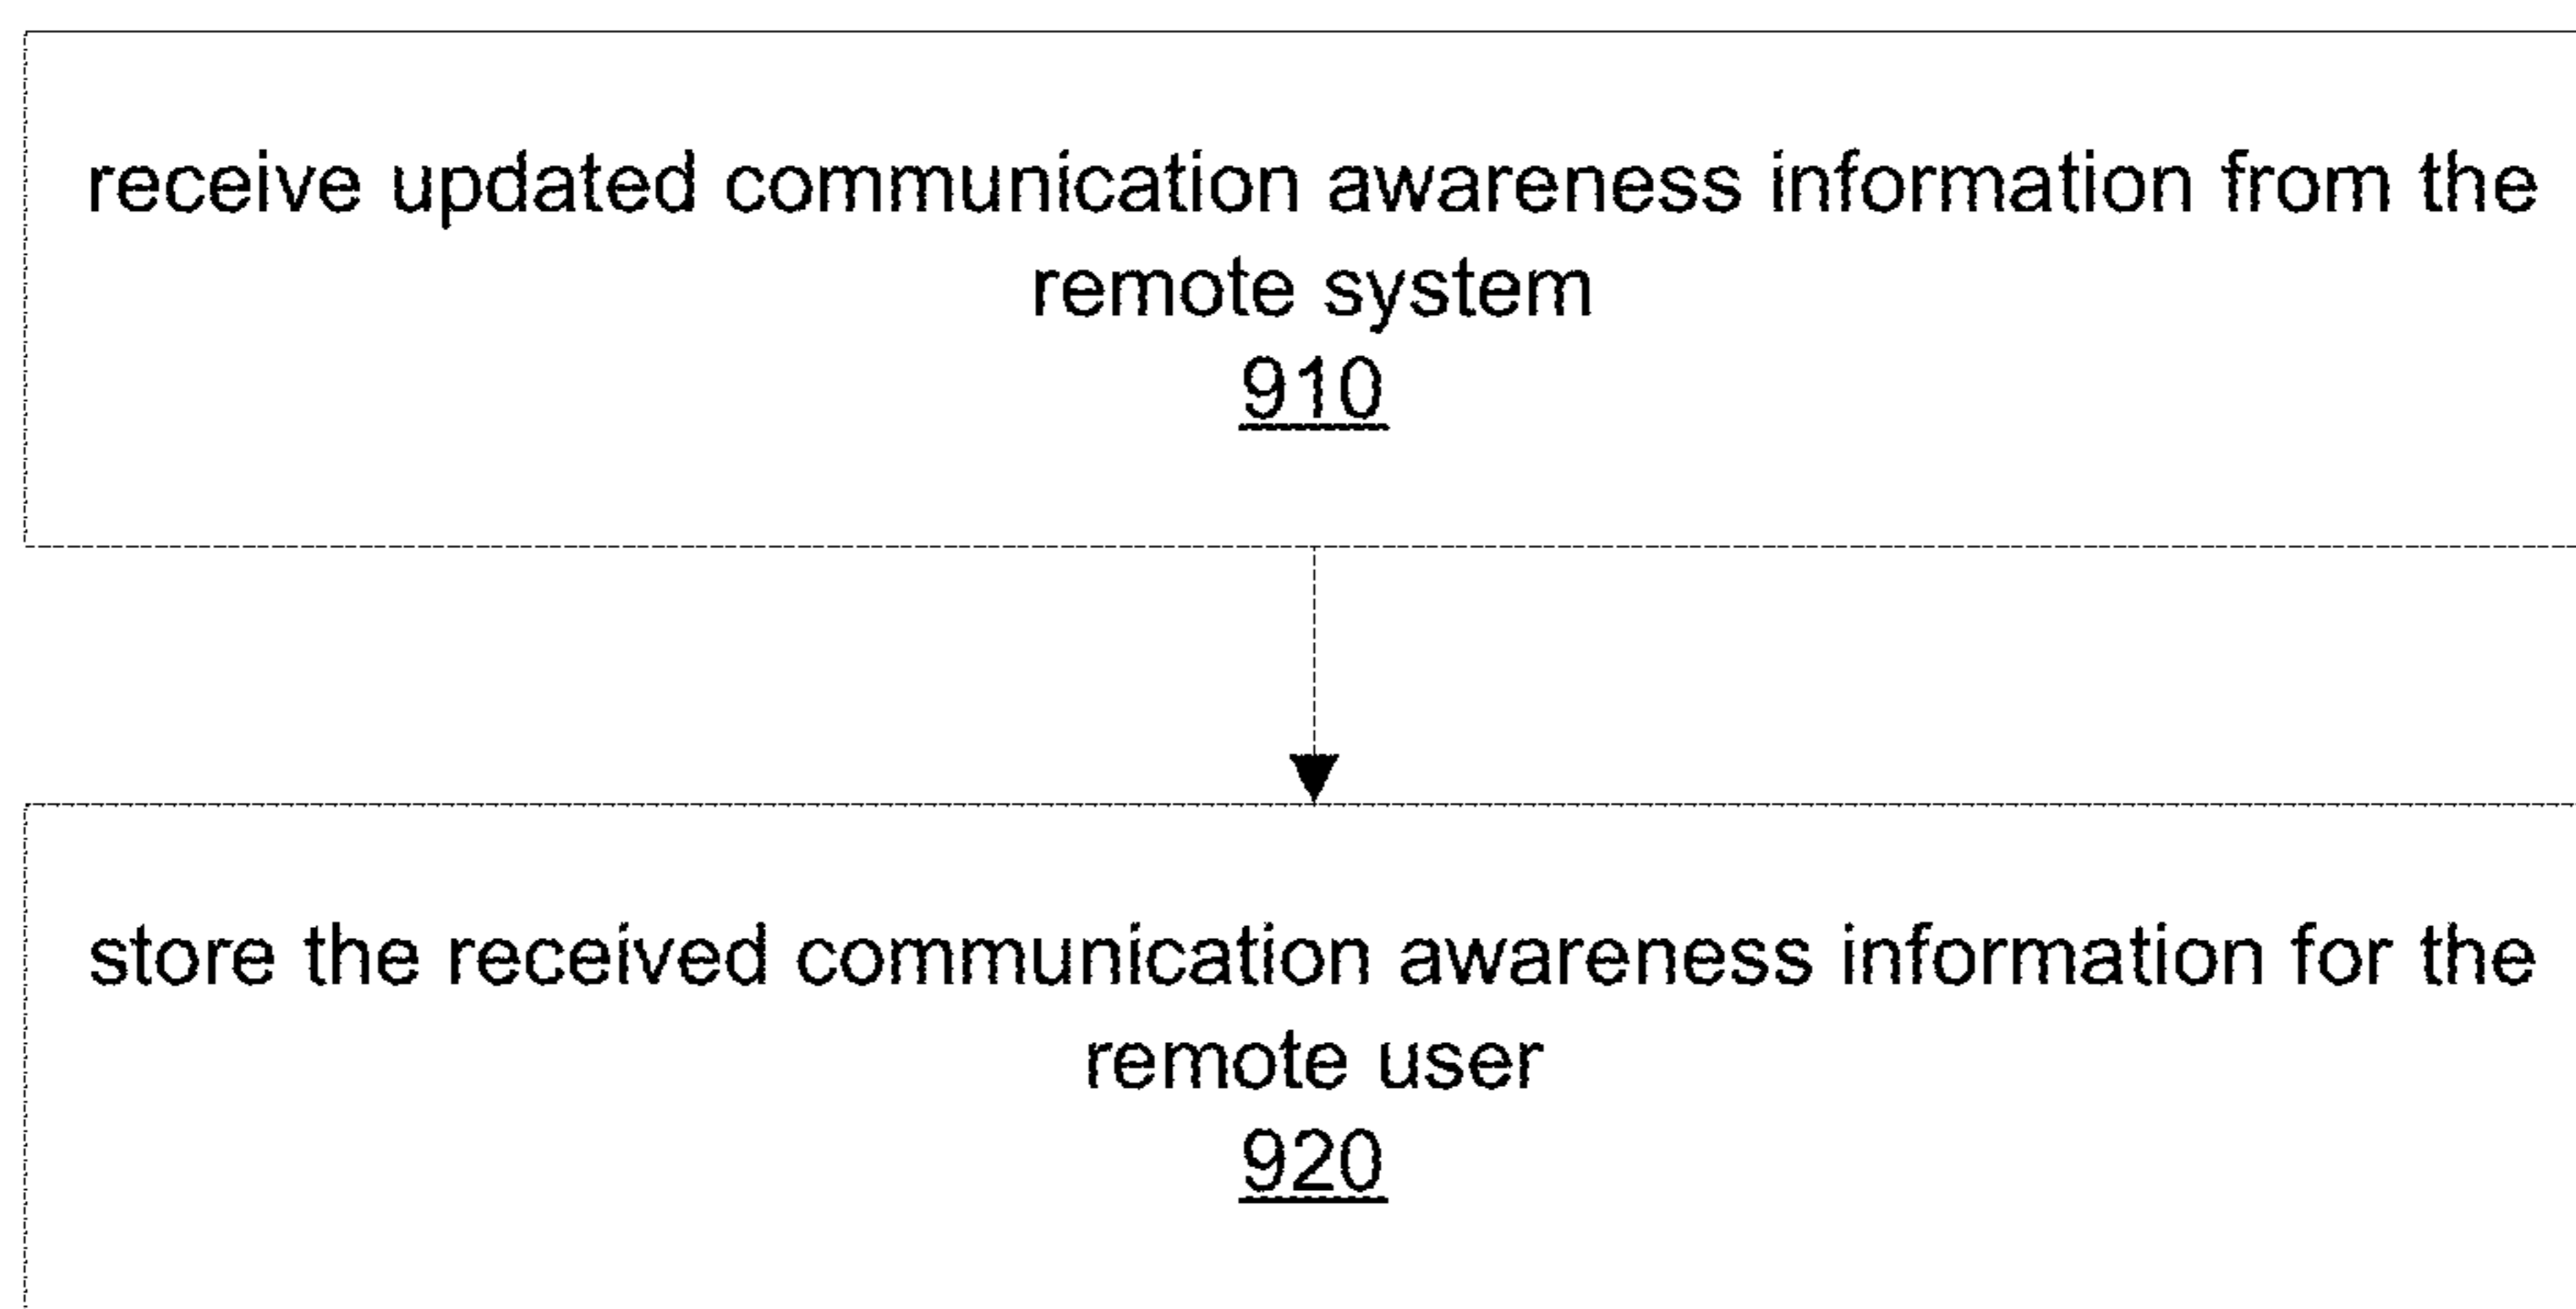 receive updated communication awareness information from the
remote system
910
store the received communication awareness information for the
remote user
920